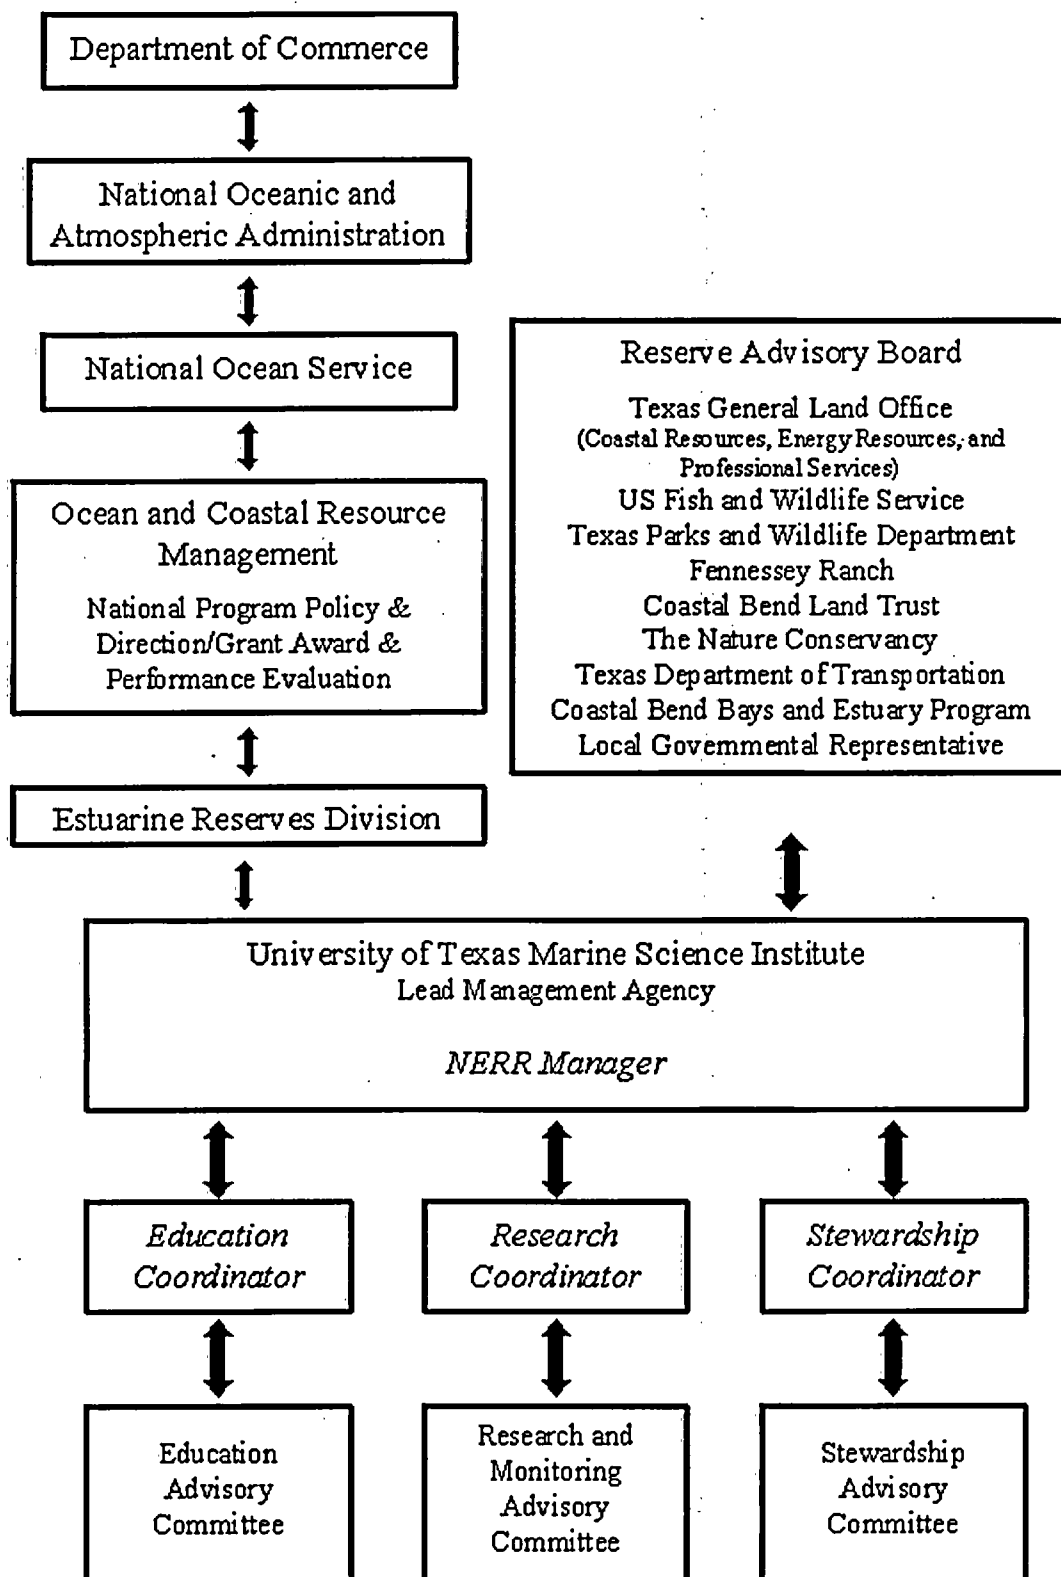 Department of Commerce
National Oceanic and
Atmospheric Administration
National Ocean Service
Ocean and Coastal Resource
Management
National Program Policy &
Direction/Grant Award &
Performance Evaluation
Estuarine Reserves Division
Reserve Advisory Board
Texas General Land Office
(Coastal Resources, Energy Resources, and
Professional Services)
US Fish and Wildlife Service
Texas Parks and Wildlife Department
Fennessey Ranch
Coastal Bend Land Trust
The Nature Conservancy
Texas Department of Transportation
Coastal Bend Bays and Estuary Program
Local Governmental Representative
University of Texas Marine Science Institute
Lead Management Agency
NERR Manager
Education
Coordinator
Research
Coordinator
Stewardship
Coordinator
Education
Advisory
Committee
Research and
Monitoring
Advisory
Committee
Stewardship
Advisory
Committee